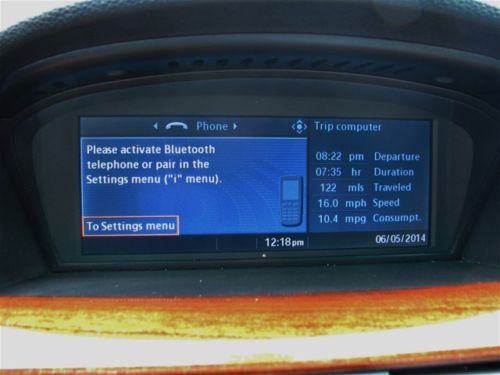 Phone
Trip computer
Please activate Bluetooth
telephone or pair in the
Settings menu ("i" menu).
To Settings menu
08:22 pm Departure
07:35 hr Duration
122 mls Traveled
16.0 mph Speed
10.4 mpg Consumpt.
12:18pm
06/05/2014